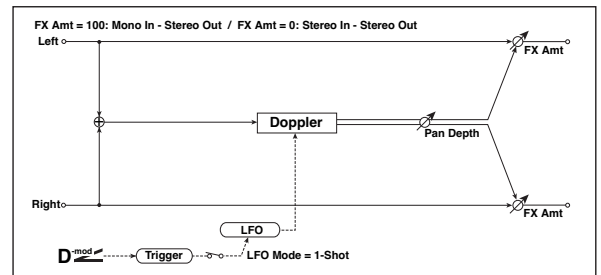 FX Amt = 100: Mono In - Stereo Out / FX Amt = 0: Stereo In - Stereo Out
Left
FX Amt
Doppler
Pan Depth
Right
FX Amt
LFO
D-mod
Trigger
LFO Mode = 1-Shot